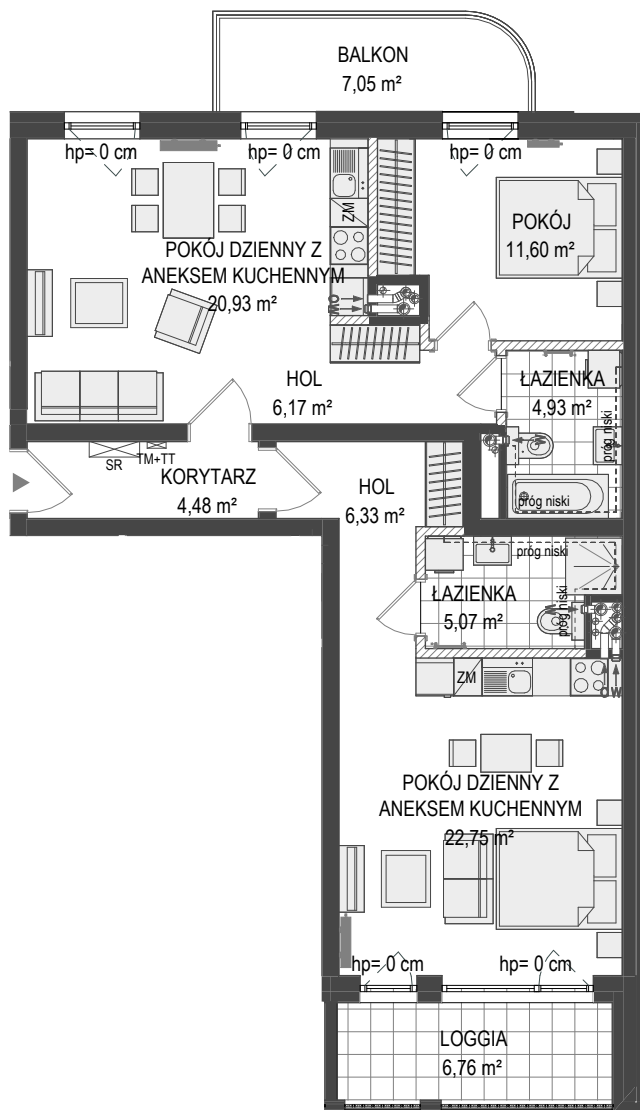 BALKON
7,05 m²
hp= 0 cm
hp= 0 cm
hp= 0 cm
ZM
POKÓJ
11,60 m²
POKÓJ DZIENNY Z
ANEKSEM KUCHENNYM
20,93 m²
OW
HOL
6,17 m²
ŁAZIENKA
4,93 m²
próg niski
W
próg niski
SR
TM+TT
KORYTARZ
4,48 m²
HOL
6,33 m²
próg niski
ŁAZIENKA
5,07 m²
próg niski
W
ZM
OW
POKÓJ DZIENNY Z
ANEKSEM KUCHENNYM
22,75 m²
hp= 0 cm
hp= 0 cm
LOGGIA
6,76 m²